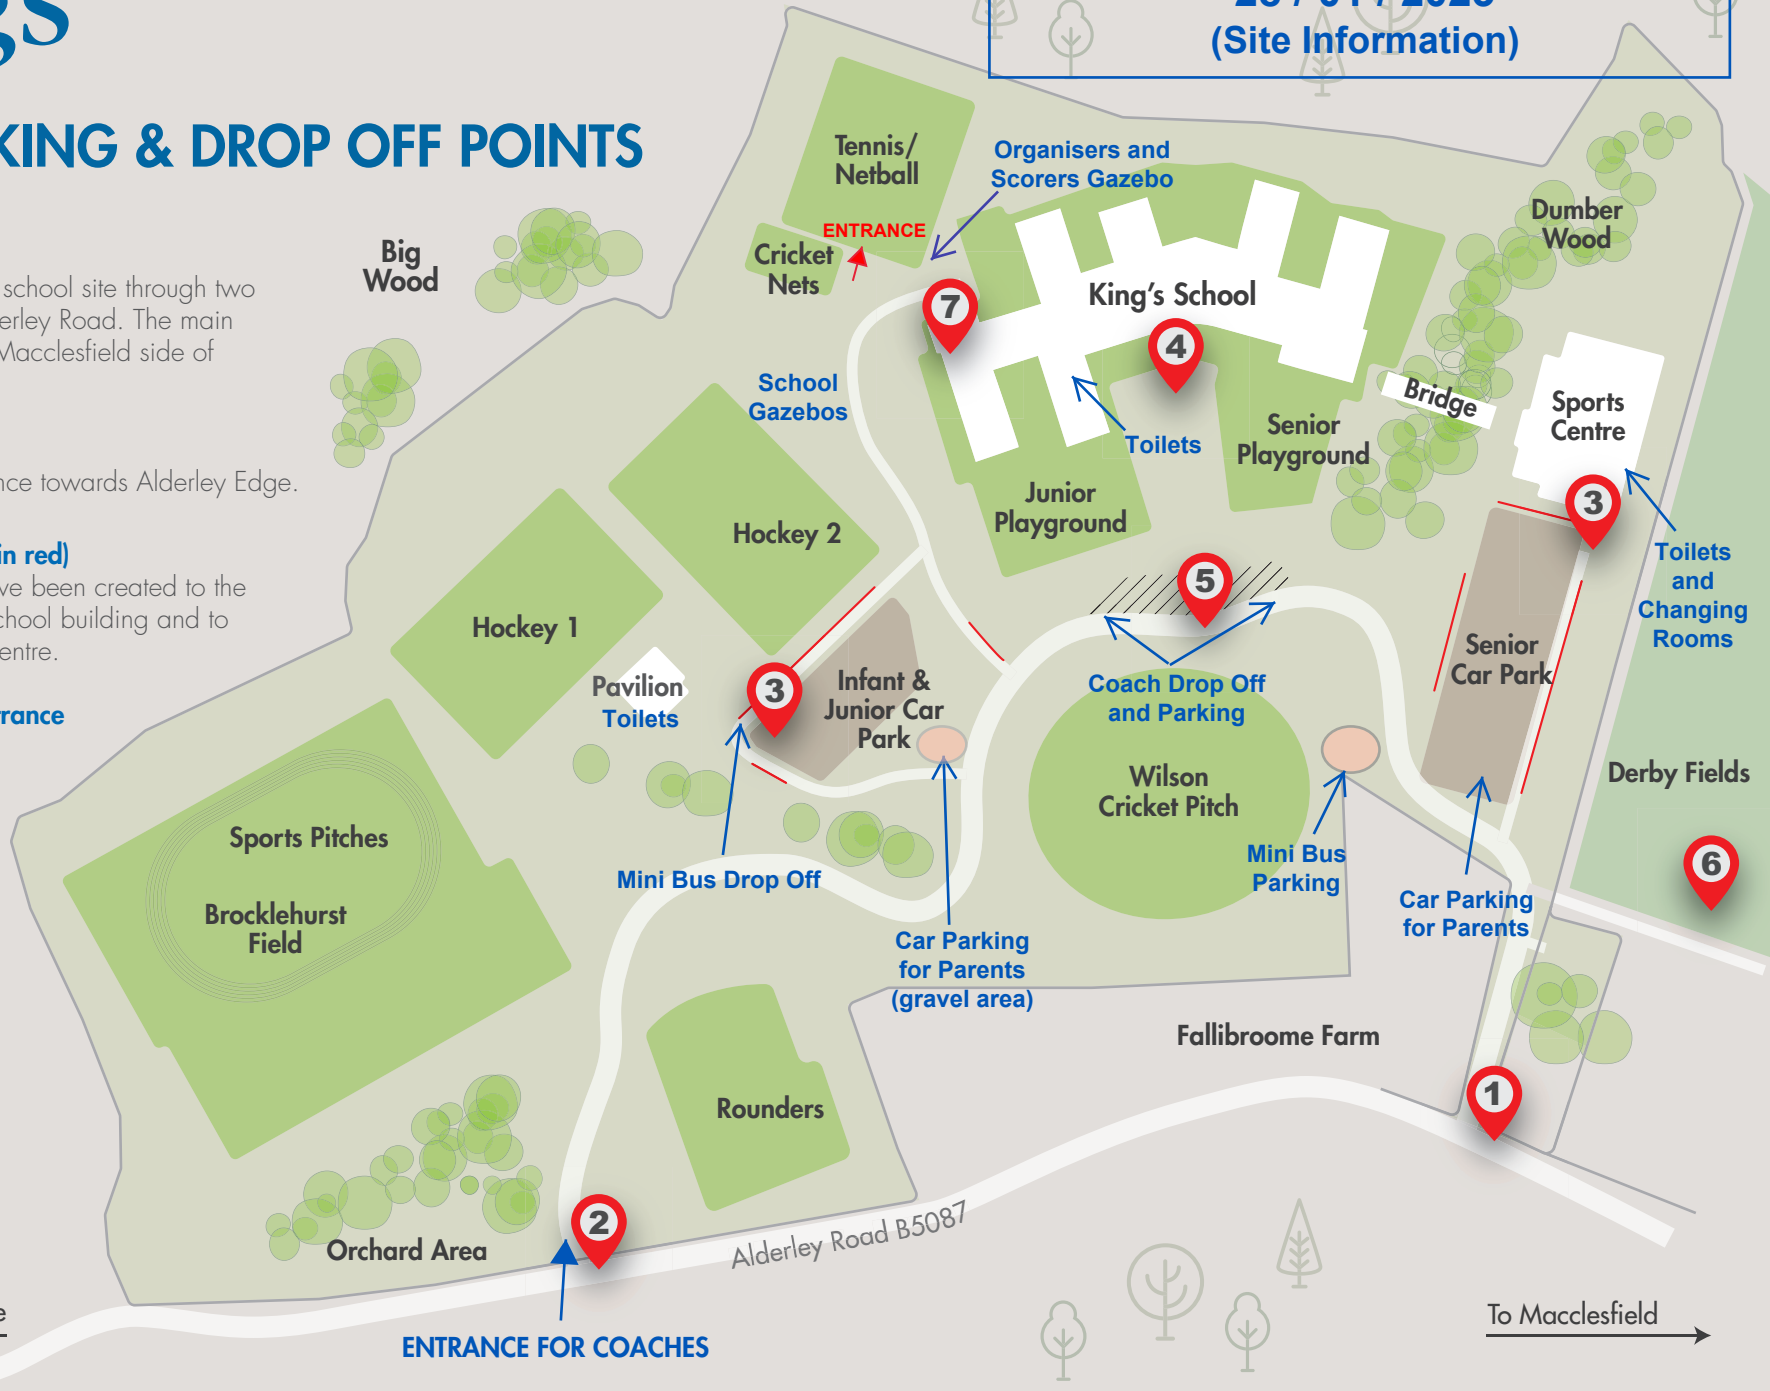 gs
(Site Information)
KING & DROP OFF POINTS
school site through two
erley Road. The main
Macclesfield side of
nce towards Alderley Edge.
in red)
ve been created to the
chool building and to
entre.
rance
Big
Wood
Tennis/
Netball
ENTRANCE
Cricket
Nets
Organisers and
Scorers Gazebo
7
King's School
4
School
Gazebos
Toilets
Junior
Playground
Senior
Playground
Bridge
Dumber
Wood
Sports
Centre
3
Toilets
and
Changing
Rooms
Hockey 2
Hockey 1
Pavilion
Toilets
3
Infant &
Junior Car
Park
5
Coach Drop Off
and Parking
Senior
Car Park
Wilson
Cricket Pitch
Derby Fields
6
Sports Pitches
Brocklehurst
Field
Mini Bus Drop Off
Mini Bus
Parking
Car Parking
for Parents
Car Parking
for Parents
(gravel area)
Fallibroome Farm
1
Rounders
2
Orchard Area
Alderley Road B5087
ENTRANCE FOR COACHES
e
To Macclesfield